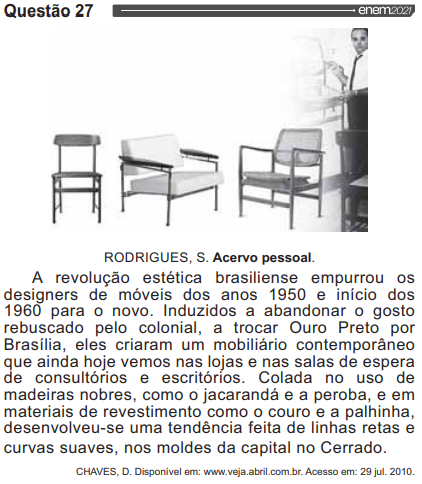 Questão 27
enem2021
RODRIGUES, S. Acervo pessoal.
A revolução estética brasiliense empurrou os
designers de móveis dos anos 1950 e início dos
1960 para o novo. Induzidos a abandonar o gosto
rebuscado pelo colonial, a trocar Ouro Preto por
Brasília, eles criaram um mobiliário contemporâneo
que ainda hoje vemos nas lojas e nas salas de espera
de consultórios e escritórios. Colada no uso de
madeiras nobres, como o jacarandá e a peroba, e em
materiais de revestimento como o couro e a palhinha,
desenvolveu-se uma tendência feita de linhas retas e
curvas suaves, nos moldes da capital no Cerrado.
CHAVES, D. Disponível em: www.veja.abril.com.br. Acesso em: 29 jul. 2010.